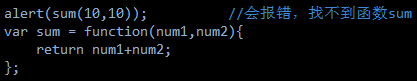 alert(sum(10,10));          //会报错，找不到函数sum
var sum = function(num1,num2){
    return num1+num2;
};